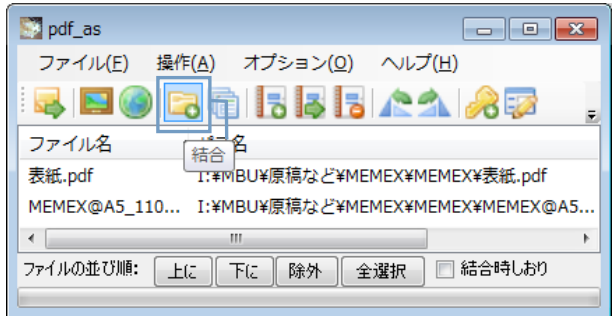 pdf_as
ファイル(F) 操作(A) オプション(O) ヘルプ(H)
ファイル名 名
結合
表紙.pdf I:¥MBU¥原稿など¥MEMEX¥MEMEX¥表紙.pdf
MEMEX@A5_110... I:¥MBU¥原稿など¥MEMEX¥MEMEX¥MEMEX@A5...
ファイルの並び順: 上に 下に 除外 全選択 結合時しおり